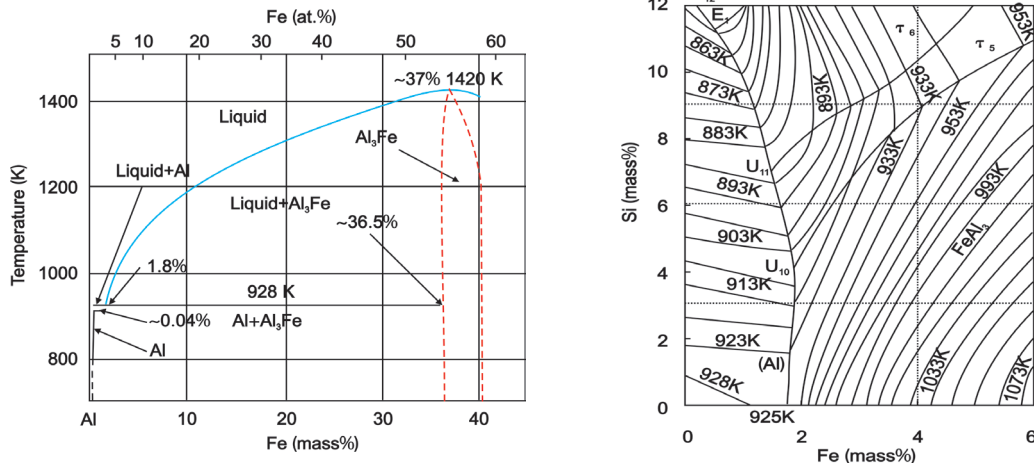 Fe (at.%)
5 10 20 30 40 50 60
~37% 1420 K
1400
Liquid
Al₃Fe
Liquid+Al
1200
Liquid+Al₃Fe
~36.5%
1.8%
1000
928 K
~0.04% Al+Al₃Fe
Al
800
Temperature (K)
Al 10 20 30 40
Fe (mass%)
12
E₁
τ₆
τ₅
953K
863K
10
933K
873K
893K
953K
883K
8
933K
U₁₁
893K
993K
6
903K
FeAl₃
U₁₀
4
913K
923K
2
(Al)
1033K
1073K
928K
0
925K
Si (mass%)
0 2 4 6
Fe (mass%)